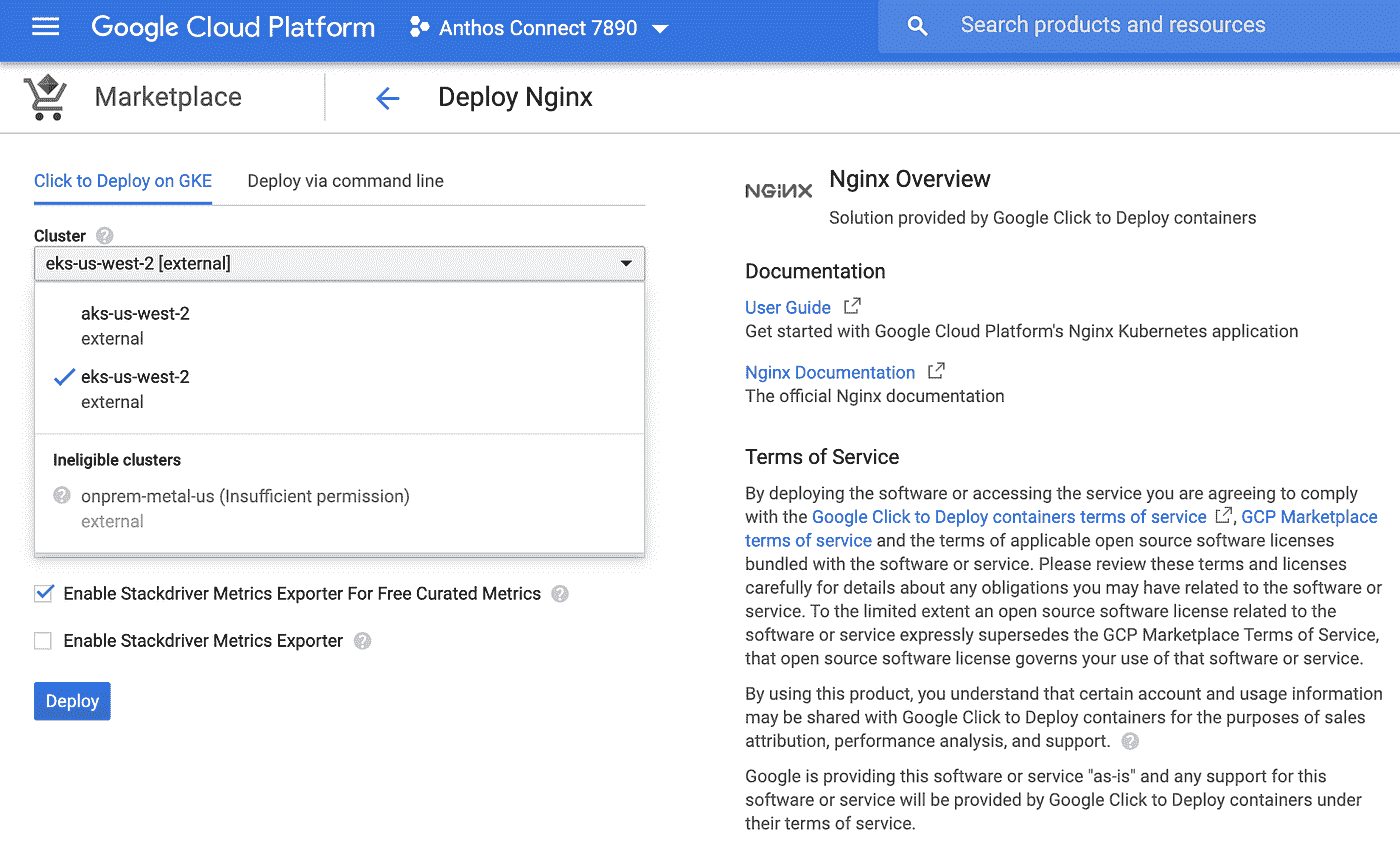 Google Cloud Platform
Anthos Connect 7890
Search products and resources
Marketplace
Deploy Nginx
Click to Deploy on GKE
Deploy via command line
Cluster
eks-us-west-2 [external]
aks-us-west-2
external
eks-us-west-2
external
Ineligible clusters
onprem-metal-us (Insufficient permission)
external
Enable Stackdriver Metrics Exporter For Free Curated Metrics
Enable Stackdriver Metrics Exporter
Deploy
NGINX
Nginx Overview
Solution provided by Google Click to Deploy containers
Documentation
User Guide
Get started with Google Cloud Platform's Nginx Kubernetes application
Nginx Documentation
The official Nginx documentation
Terms of Service
By deploying the software or accessing the service you are agreeing to comply
with the Google Click to Deploy containers terms of service , GCP Marketplace
terms of service and the terms of applicable open source software licenses
bundled with the software or service. Please review these terms and licenses
carefully for details about any obligations you may have related to the software or
service. To the limited extent an open source software license related to the
software or service expressly supersedes the GCP Marketplace Terms of Service,
that open source software license governs your use of that software or service.
By using this product, you understand that certain account and usage information
may be shared with Google Click to Deploy containers for the purposes of sales
attribution, performance analysis, and support.
Google is providing this software or service "as-is" and any support for this
software or service will be provided by Google Click to Deploy containers under
their terms of service.